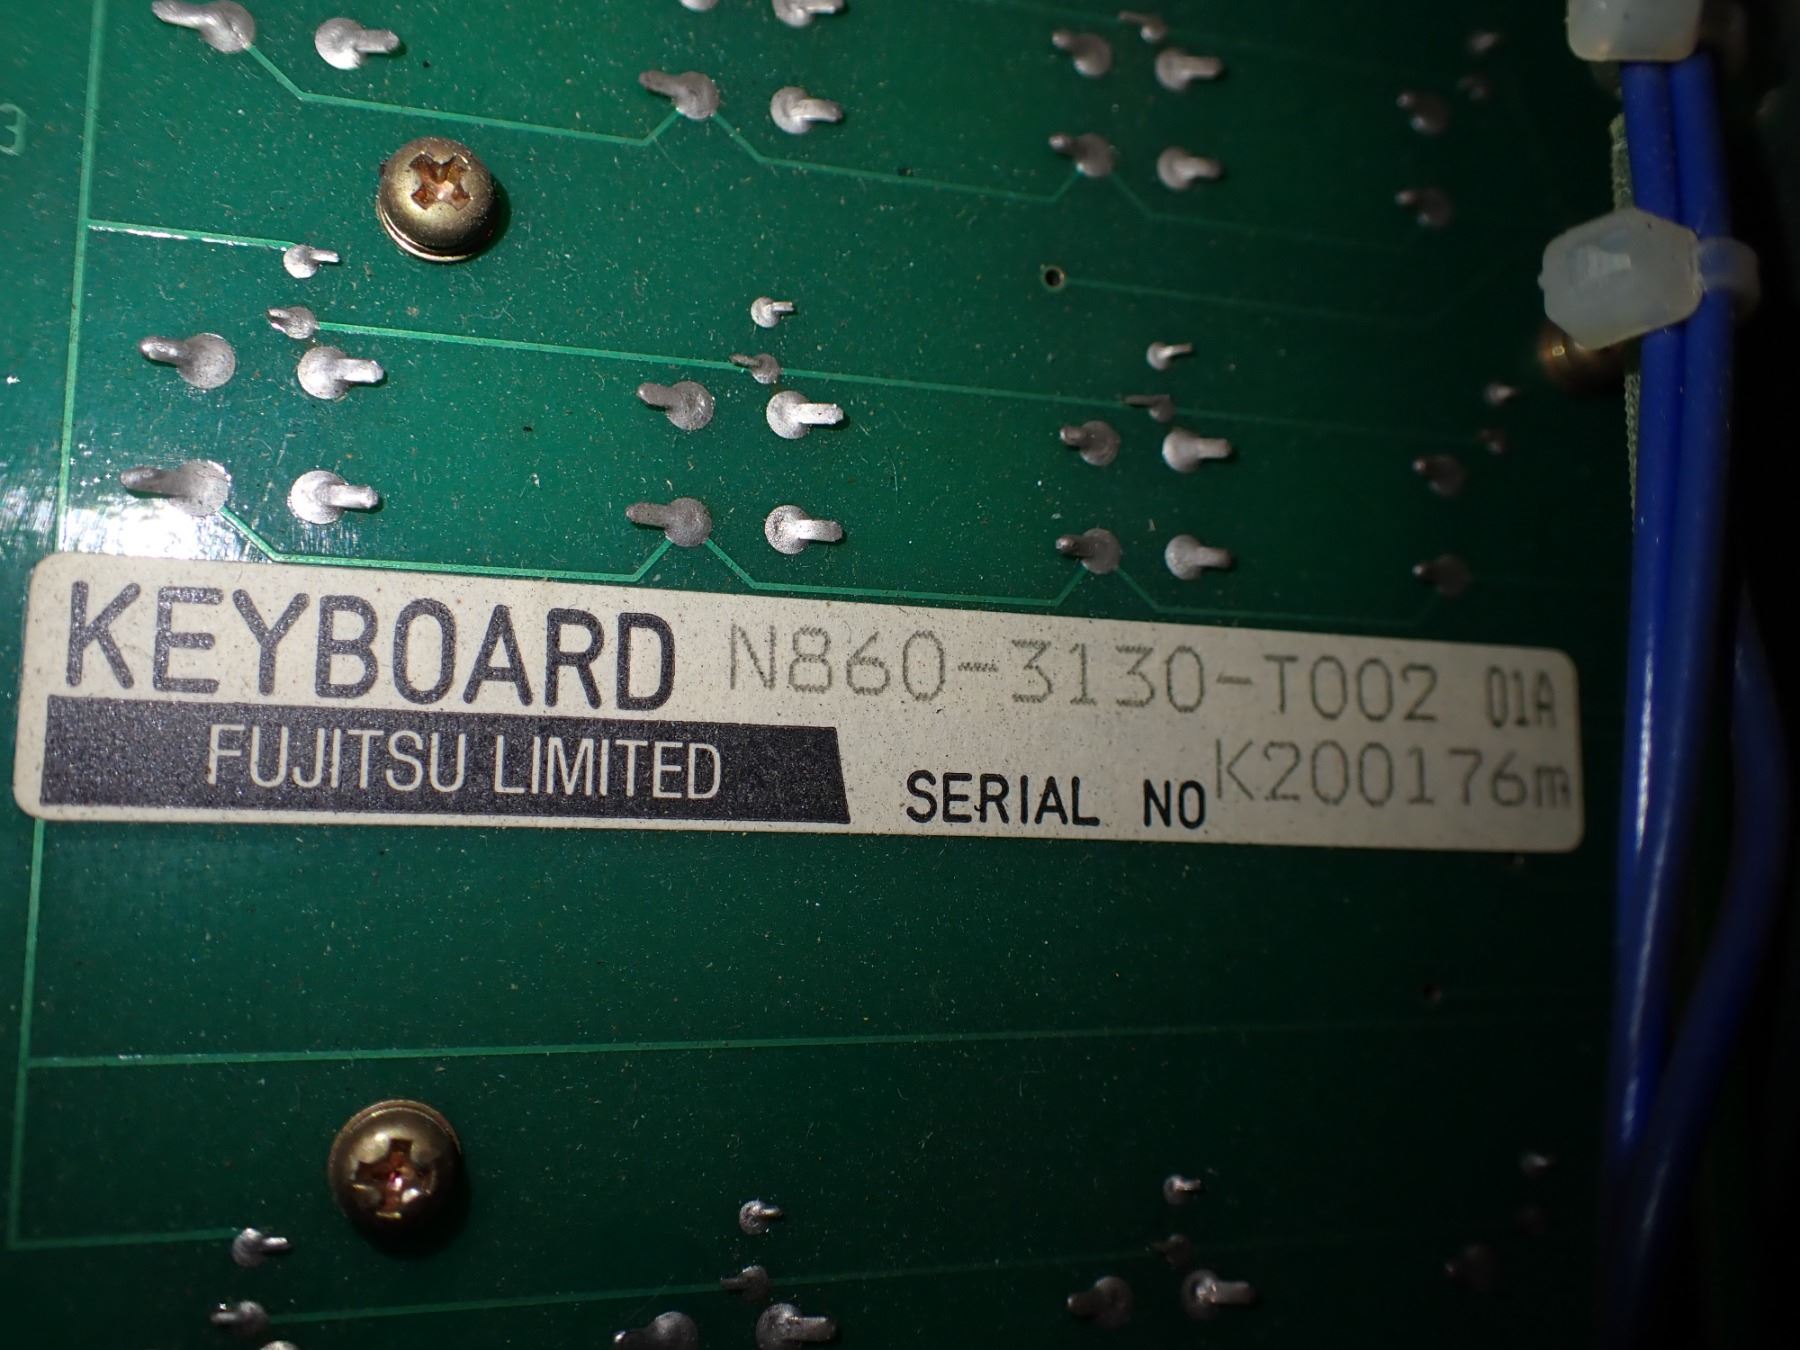 KEYBOARD N860-3130-T002 01A
FUJITSU LIMITED
SERIAL NO K200176m